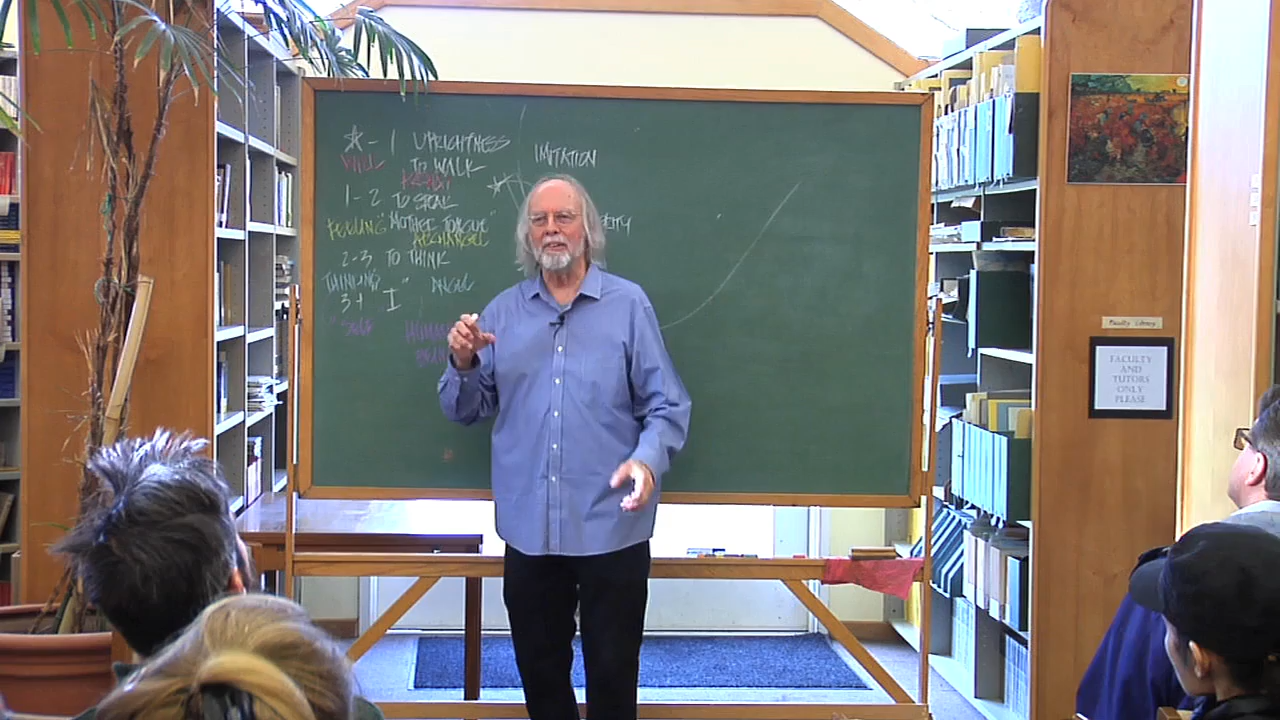 ☆ - 1 UPRIGHTNESS
WILL TO WALK
IMITATION
1 - 2 TO SPEAK
FEELING "MOTHER TONGUE"
ARCHANGEL
2 - 3 TO THINK
THINKING ANGEL
3 + "I"
Faculty Library
FACULTY
AND
TUTORS
ONLY
PLEASE